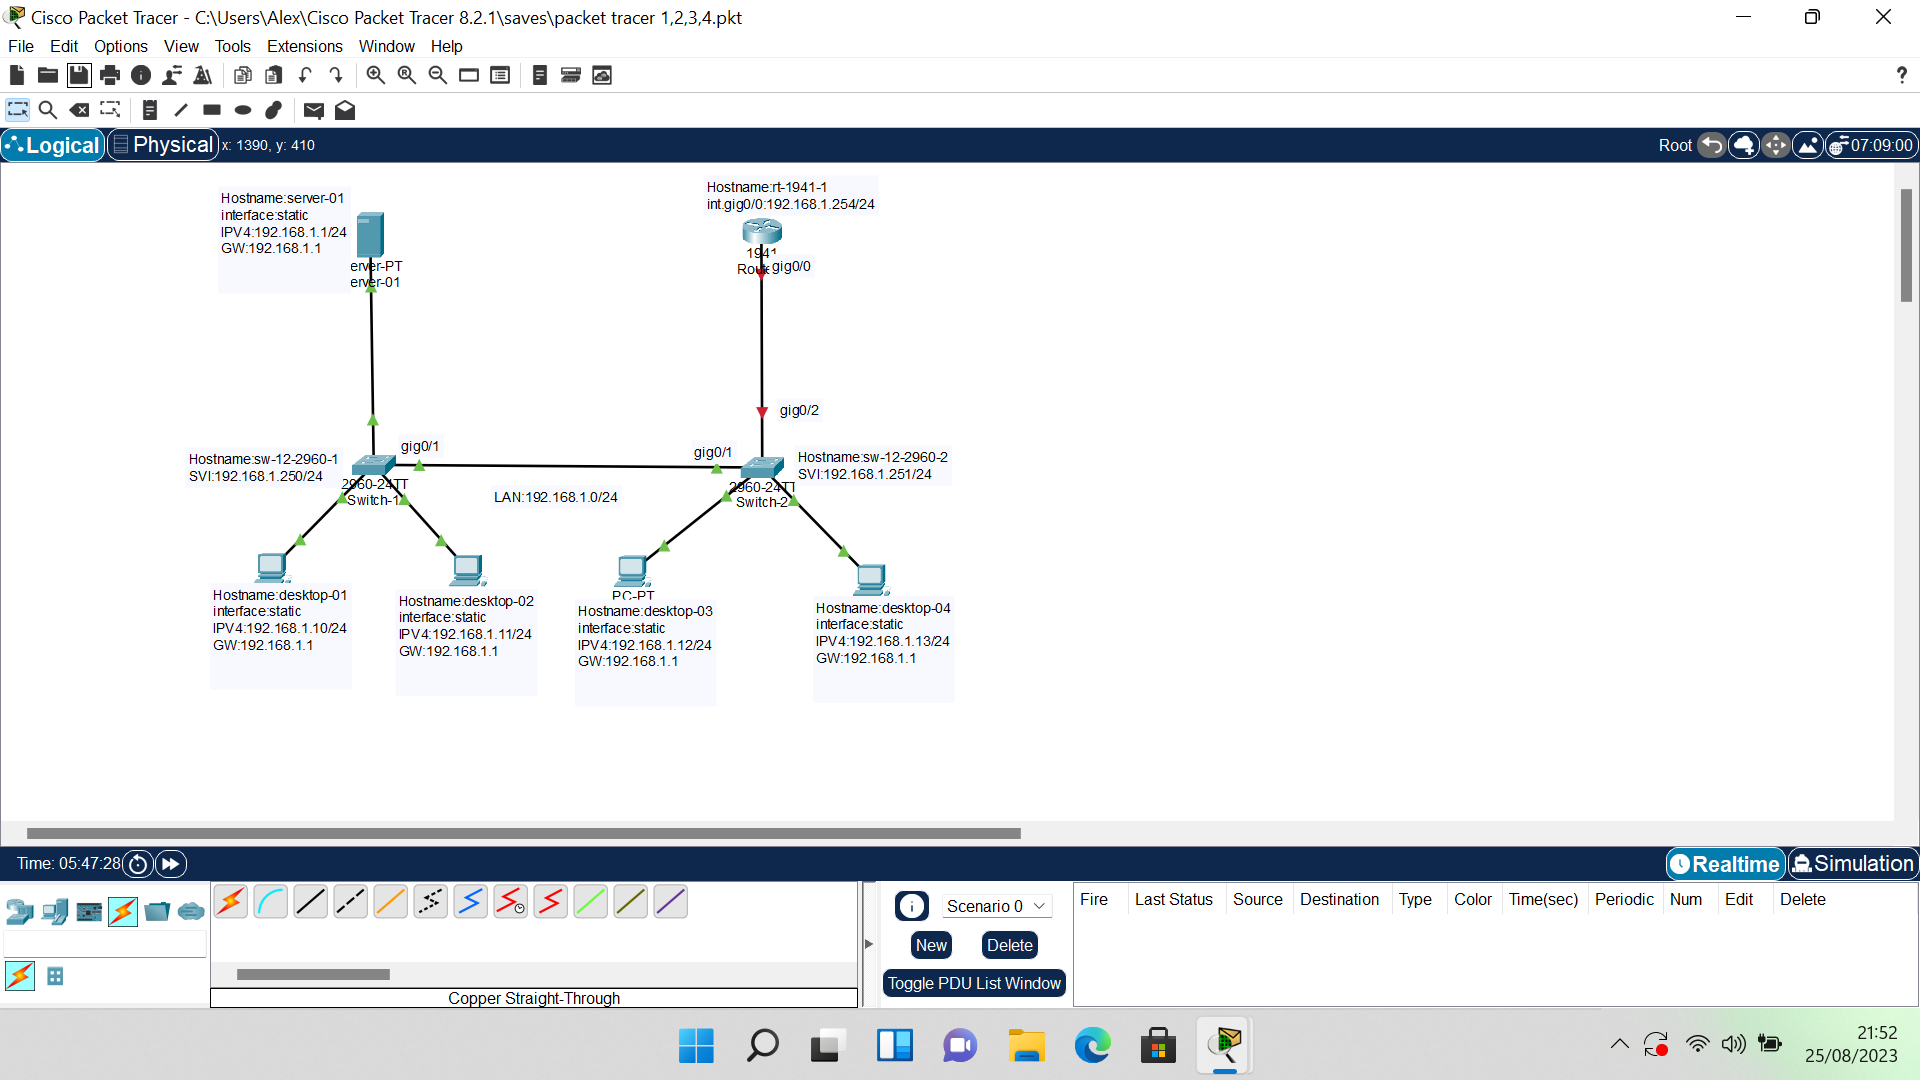 Cisco Packet Tracer - C:\Users\Alex\Cisco Packet Tracer 8.2.1\saves\packet tracer 1,2,3,4.pkt
File Edit Options View Tools Extensions Window Help
?
Logical Physical x: 1390, y: 410 Root 07:09:00
Hostname:server-01
interface:static
IPV4:192.168.1.1/24
GW:192.168.1.1
erver-PT
erver-01
Hostname:rt-1941-1
int.gig0/0:192.168.1.254/24
1941
Rout
gig0/0
gig0/2
Hostname:sw-12-2960-1
SVI:192.168.1.250/24
gig0/1
2960-24TT
Switch-1
LAN:192.168.1.0/24
gig0/1
Hostname:sw-12-2960-2
SVI:192.168.1.251/24
2960-24TT
Switch-2
Hostname:desktop-01
interface:static
IPV4:192.168.1.10/24
GW:192.168.1.1
Hostname:desktop-02
interface:static
IPV4:192.168.1.11/24
GW:192.168.1.1
PC-PT
Hostname:desktop-03
interface:static
IPV4:192.168.1.12/24
GW:192.168.1.1
Hostname:desktop-04
interface:static
IPV4:192.168.1.13/24
GW:192.168.1.1
Time: 05:47:28 Realtime Simulation
Scenario 0
New Delete
Toggle PDU List Window
Fire Last Status Source Destination Type Color Time(sec) Periodic Num Edit Delete
Copper Straight-Through
21:52
25/08/2023